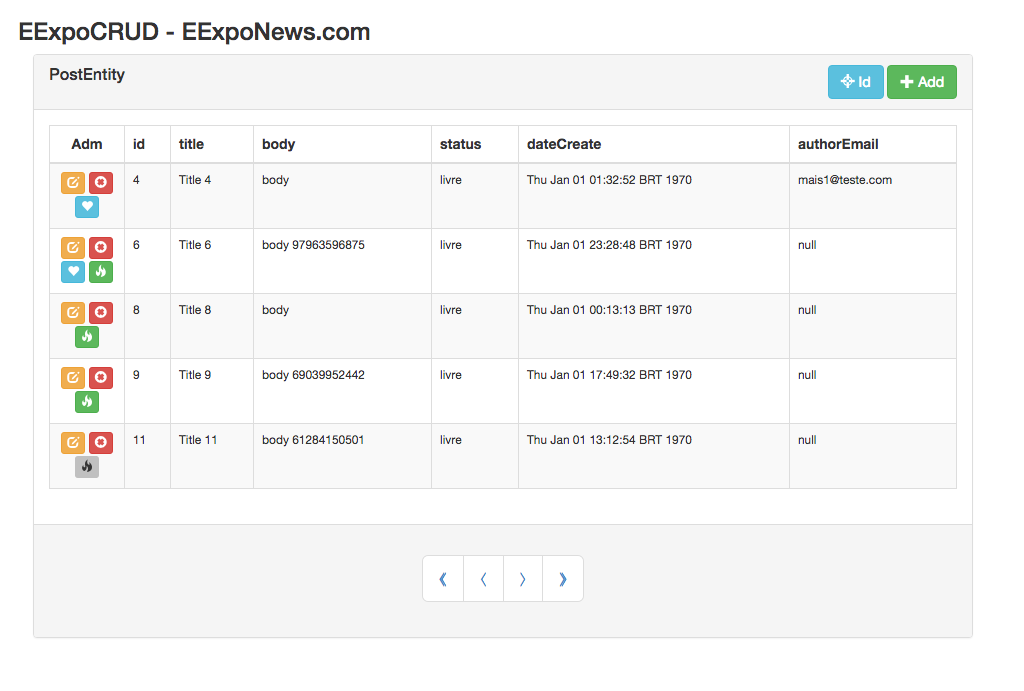 EExpoCRUD - EExpoNews.com
PostEntity
Id Add
Adm id title body status dateCreate authorEmail
4 Title 4 body livre Thu Jan 01 01:32:52 BRT 1970 mais1@teste.com
6 Title 6 body 97963596875 livre Thu Jan 01 23:28:48 BRT 1970 null
8 Title 8 body livre Thu Jan 01 00:13:13 BRT 1970 null
9 Title 9 body 69039952442 livre Thu Jan 01 17:49:32 BRT 1970 null
11 Title 11 body 61284150501 livre Thu Jan 01 13:12:54 BRT 1970 null
《 〈 〉 》